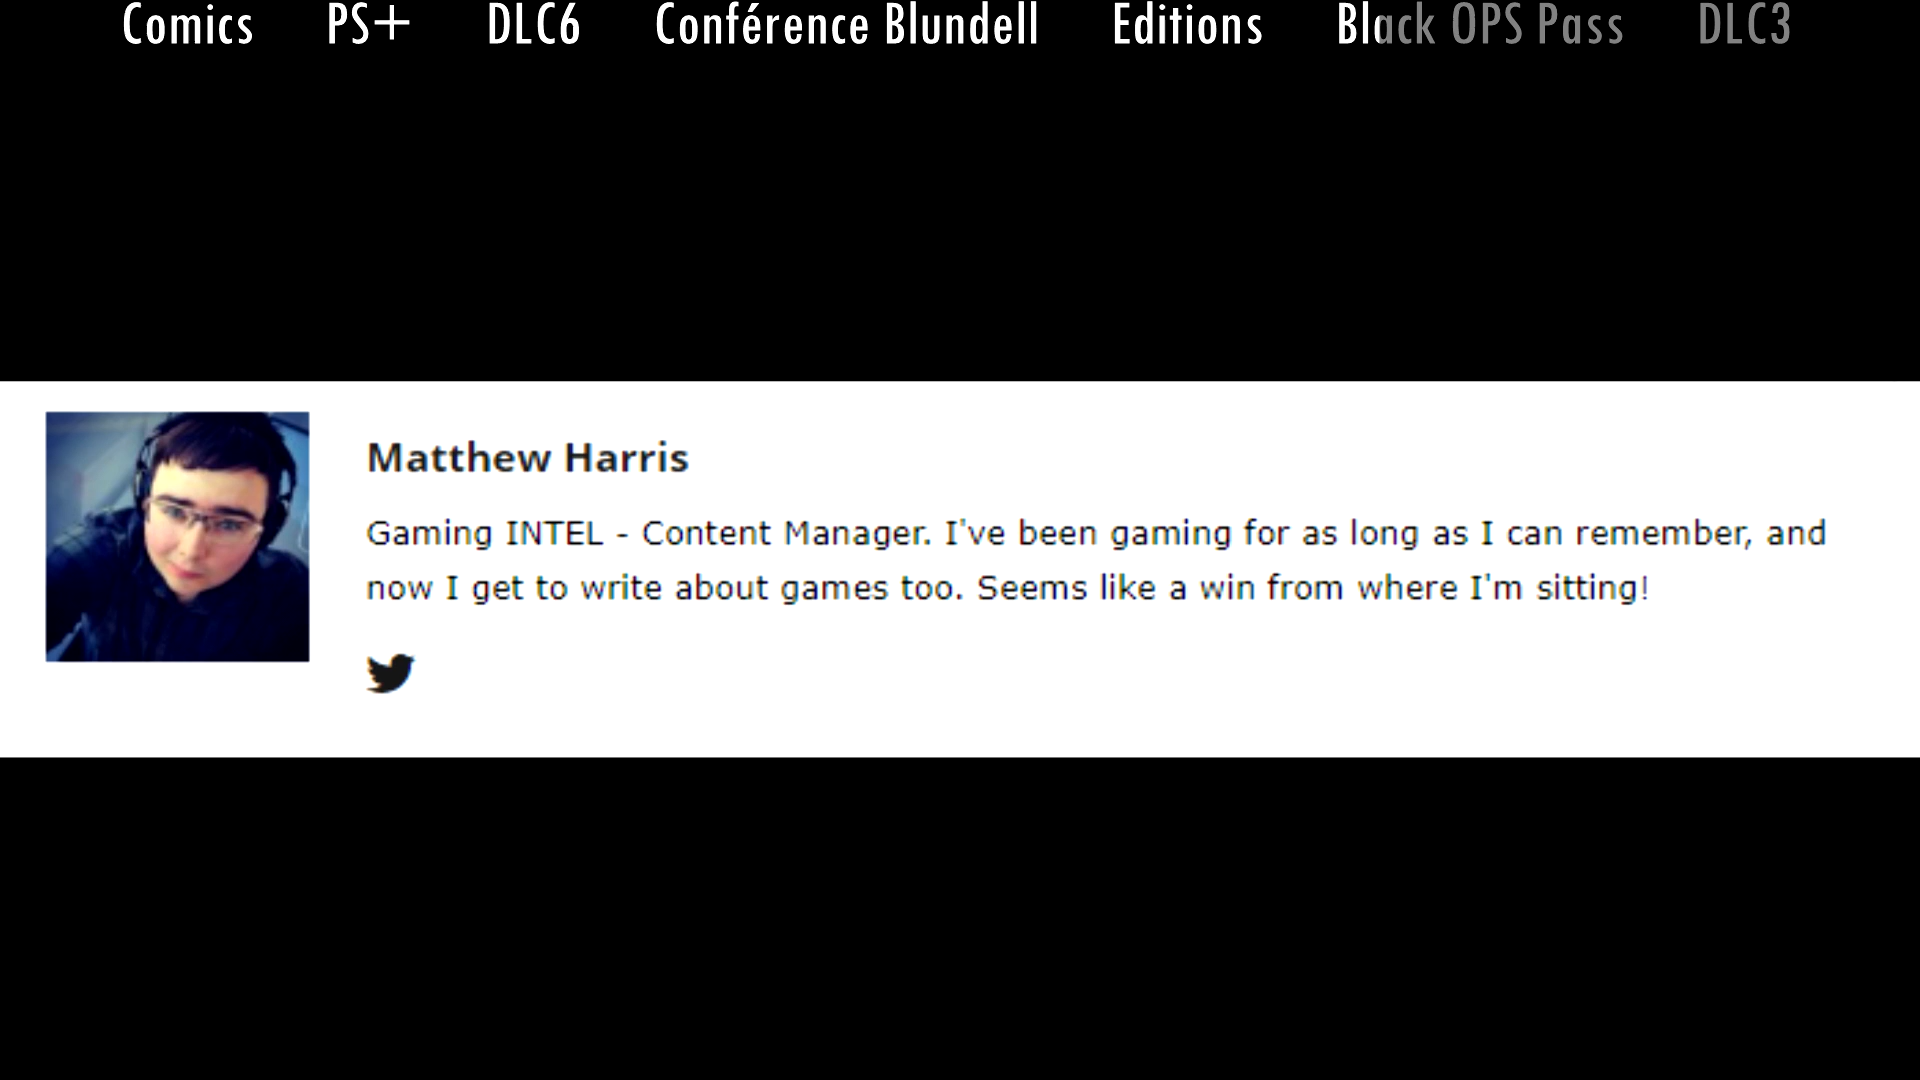 Comics PS+ DLC6 Conférence Blundell Editions Black OPS Pass DLC3
Matthew Harris
Gaming INTEL - Content Manager. I've been gaming for as long as I can remember, and
now I get to write about games too. Seems like a win from where I'm sitting!